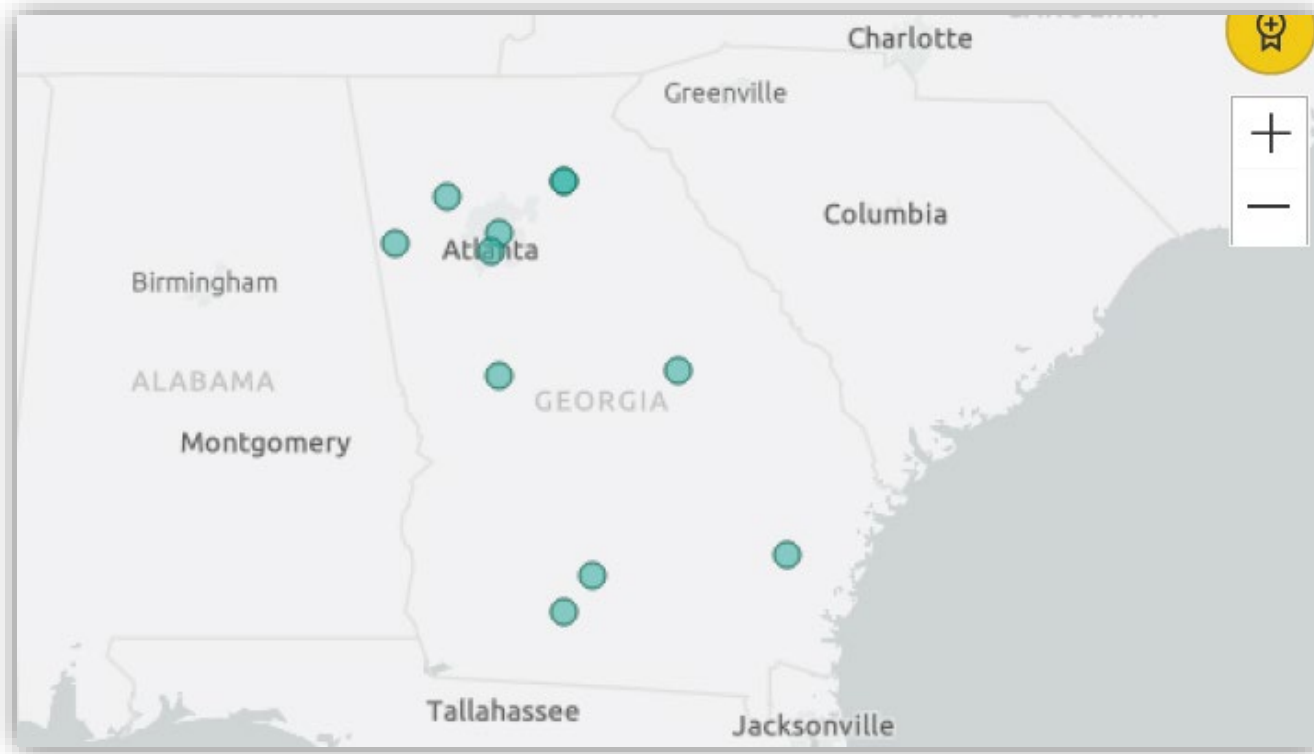 Charlotte
Greenville
Columbia
Atlanta
Birmingham
ALABAMA
GEORGIA
Montgomery
Tallahassee
Jacksonville